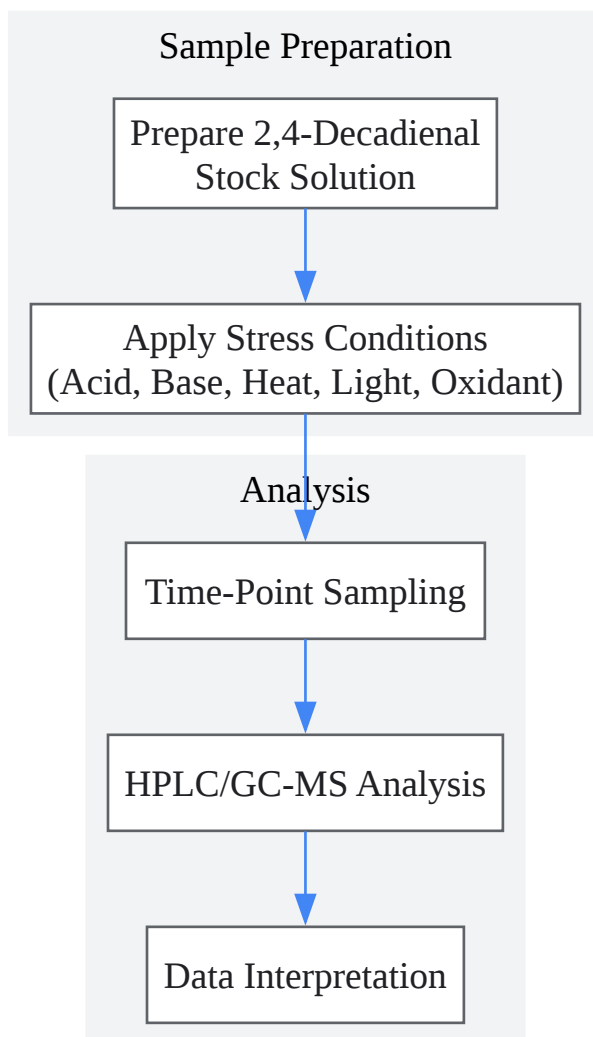 Sample Preparation
Prepare 2,4-Decadienal
Stock Solution
Apply Stress Conditions
(Acid, Base, Heat, Light, Oxidant)
Analysis
Time-Point Sampling
HPLC/GC-MS Analysis
Data Interpretation